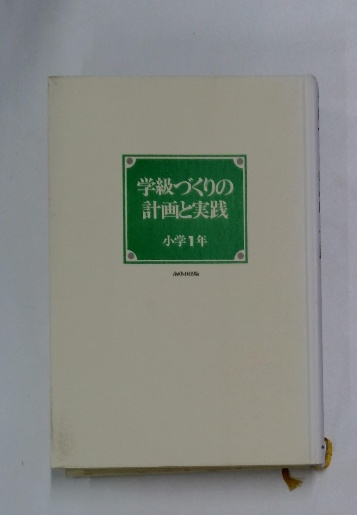 学級づくりの
計画と実践
小学1年